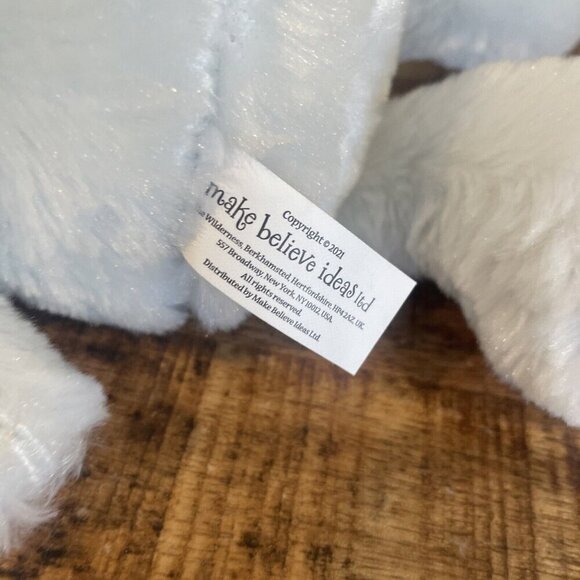 Copyright © 2021
make believe ideas ltd
Wilderness, Berkhamsted, Hertfordshire, HP4 2AZ, UK.
557 Broadway, New York, NY 10012, USA.
All rights reserved.
Distributed by Make Believe Ideas Ltd.